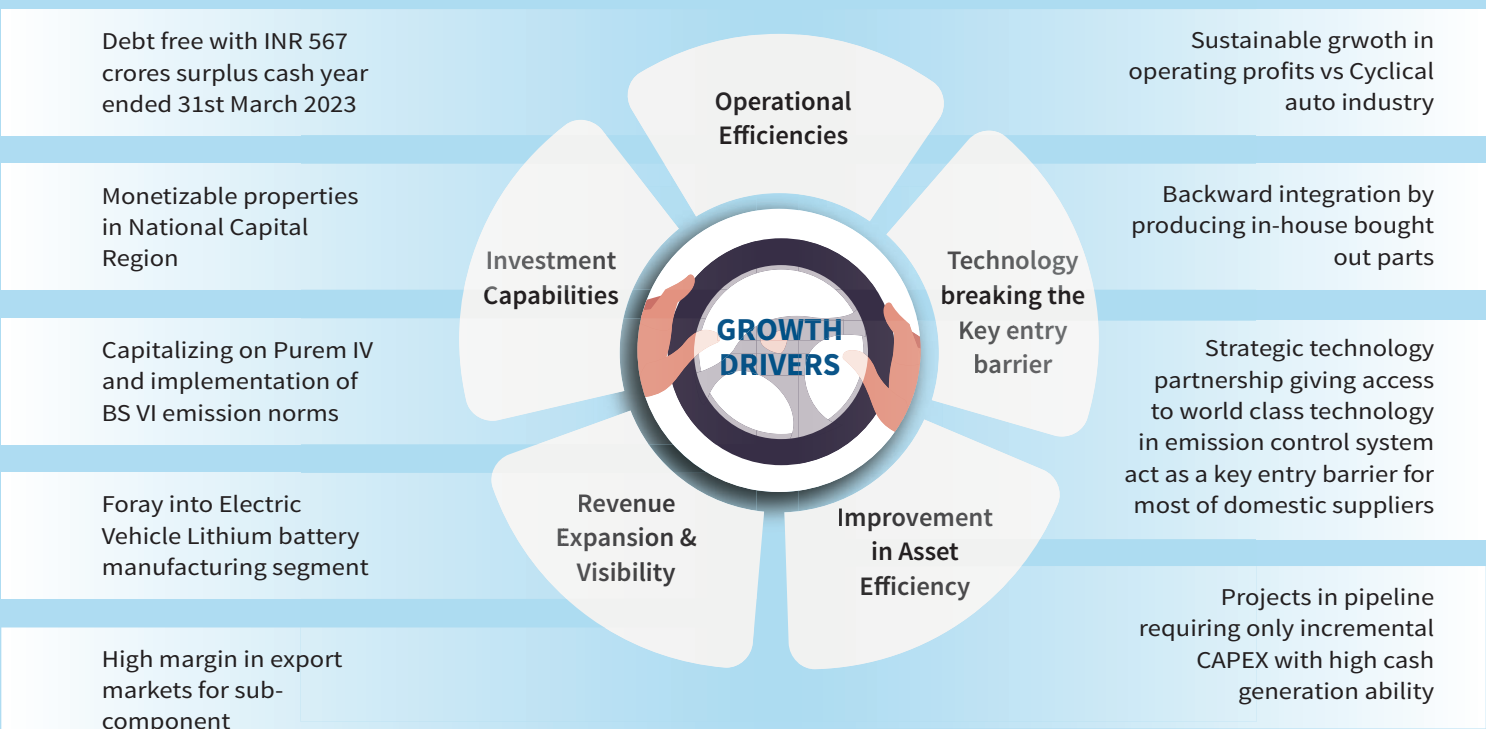 Debt free with INR 567
crores surplus cash year
ended 31st March 2023
Monetizable properties
in National Capital
Region
Capitalizing on Purem IV
and implementation of
BS VI emission norms
Foray into Electric
Vehicle Lithium battery
manufacturing segment
High margin in export
markets for sub-
component
Operational
Efficiencies
Investment
Capabilities
Technology
breaking the
Key entry
barrier
GROWTH
DRIVERS
Revenue
Expansion &
Visibility
Improvement
in Asset
Efficiency
Sustainable grwoth in
operating profits vs Cyclical
auto industry
Backward integration by
producing in-house bought
out parts
Strategic technology
partnership giving access
to world class technology
in emission control system
act as a key entry barrier for
most of domestic suppliers
Projects in pipeline
requiring only incremental
CAPEX with high cash
generation ability